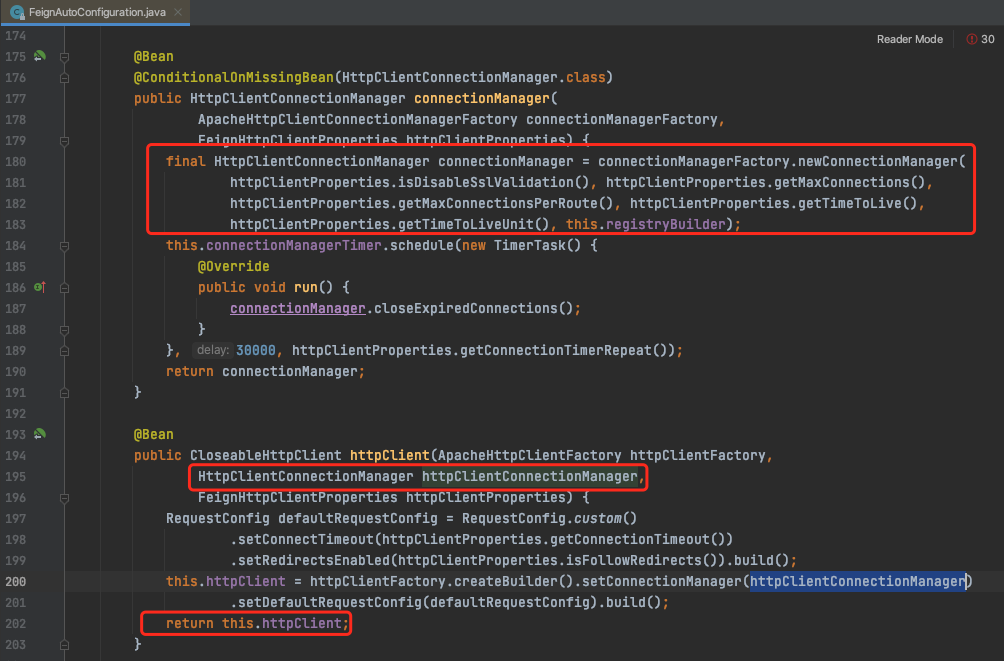 FeignAutoConfiguration.java
Reader Mode 30
174
175 @Bean
176 @ConditionalOnMissingBean(HttpClientConnectionManager.class)
177 public HttpClientConnectionManager connectionManager(
178 ApacheHttpClientConnectionManagerFactory connectionManagerFactory,
179 FeignHttpClientProperties httpClientProperties) {
180 final HttpClientConnectionManager connectionManager = connectionManagerFactory.newConnectionManager(
181 httpClientProperties.isDisableSslValidation(), httpClientProperties.getMaxConnections(),
182 httpClientProperties.getMaxConnectionsPerRoute(), httpClientProperties.getTimeToLive(),
183 httpClientProperties.getTimeToLiveUnit(), this.registryBuilder);
184 this.connectionManagerTimer.schedule(new TimerTask() {
185 @Override
186 public void run() {
187 connectionManager.closeExpiredConnections();
188 }
189 }, delay: 30000, httpClientProperties.getConnectionTimerRepeat());
190 return connectionManager;
191 }
192
193 @Bean
194 public CloseableHttpClient httpClient(ApacheHttpClientFactory httpClientFactory,
195 HttpClientConnectionManager httpClientConnectionManager,
196 FeignHttpClientProperties httpClientProperties) {
197 RequestConfig defaultRequestConfig = RequestConfig.custom()
198 .setConnectTimeout(httpClientProperties.getConnectionTimeout())
199 .setRedirectsEnabled(httpClientProperties.isFollowRedirects()).build();
200 this.httpClient = httpClientFactory.createBuilder().setConnectionManager(httpClientConnectionManager)
201 .setDefaultRequestConfig(defaultRequestConfig).build();
202 return this.httpClient;
203 }